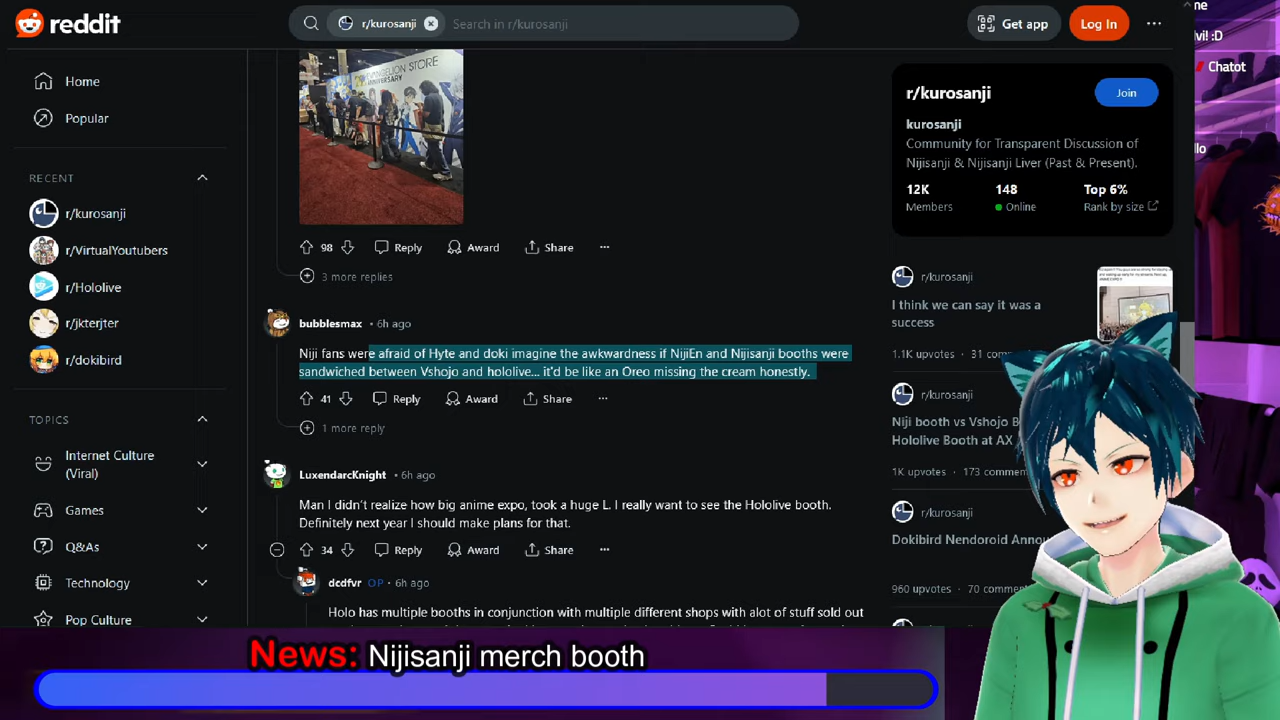 reddit
r/kurosanji
Search in r/kurosanji
Get app
Log In
Home
Popular
RECENT
r/kurosanji
r/VirtualYoutubers
r/Hololive
r/jkterjter
r/dokibird
TOPICS
Internet Culture
(Viral)
Games
Q&As
Technology
Pop Culture
EVANGELION STORE
ANNIVERSARY
98
Reply
Award
Share
3 more replies
bubblesmax • 6h ago
Niji fans were afraid of Hyte and doki imagine the awkwardness if NijiEn and Nijisanji booths were
sandwiched between Vshojo and hololive... it'd be like an Oreo missing the cream honestly.
41
Reply
Award
Share
1 more reply
LuxendarcKnight • 6h ago
Man I didn't realize how big anime expo, took a huge L. I really want to see the Hololive booth.
Definitely next year I should make plans for that.
34
Reply
Award
Share
dcdfvr OP • 6h ago
Holo has multiple booths in conjunction with multiple different shops with alot of stuff sold out
r/kurosanji
Join
kurosanji
Community for Transparent Discussion of
Nijisanji & Nijisanji Liver (Past & Present).
12K
148
Top 6%
Members
Online
Rank by size
r/kurosanji
I think we can say it was a
success
1.1K upvotes • 31 comm
r/kurosanji
Niji booth vs Vshojo B
Hololive Booth at AX
1K upvotes • 173 comme
r/kurosanji
Dokibird Nendoroid Annou
960 upvotes • 70 comme
me
vi! :D
Chatot
llo
News: Nijisanji merch booth